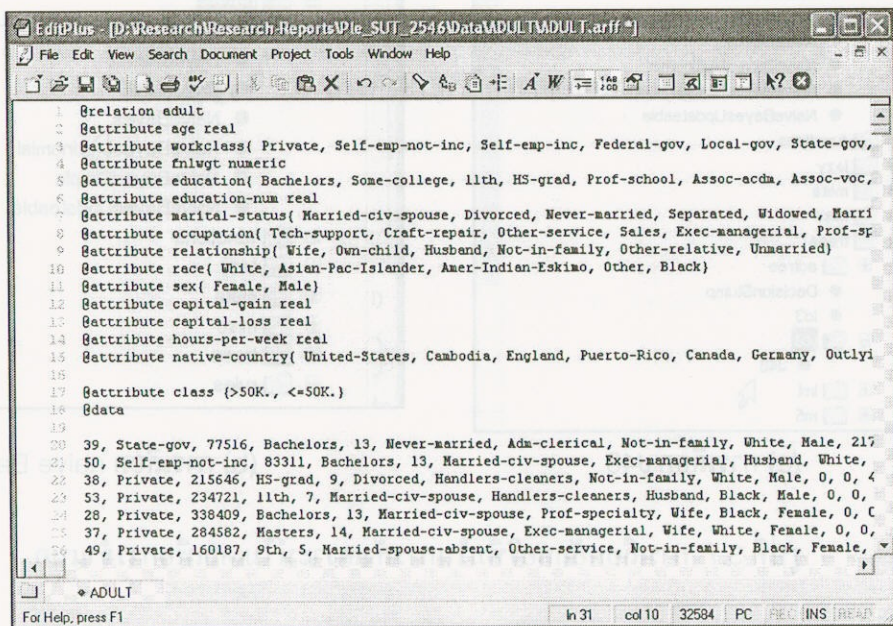 EditPlus - [D:\Research\Research-Reports\Ple_SUT_2546\Data\ADULT\ADULT.arff *]
File Edit View Search Document Project Tools Window Help
1 @relation adult
2 @attribute age real
3 @attribute workclass{ Private, Self-emp-not-inc, Self-emp-inc, Federal-gov, Local-gov, State-gov,
4 @attribute fnlwgt numeric
5 @attribute education{ Bachelors, Some-college, 11th, HS-grad, Prof-school, Assoc-acdm, Assoc-voc,
6 @attribute education-num real
7 @attribute marital-status{ Married-civ-spouse, Divorced, Never-married, Separated, Widowed, Marri
8 @attribute occupation{ Tech-support, Craft-repair, Other-service, Sales, Exec-managerial, Prof-sp
9 @attribute relationship{ Wife, Own-child, Husband, Not-in-family, Other-relative, Unmarried}
10 @attribute race{ White, Asian-Pac-Islander, Amer-Indian-Eskimo, Other, Black}
11 @attribute sex{ Female, Male}
12 @attribute capital-gain real
13 @attribute capital-loss real
14 @attribute hours-per-week real
15 @attribute native-country{ United-States, Cambodia, England, Puerto-Rico, Canada, Germany, Outlyi
16
17 @attribute class {>50K., <=50K.}
18 @data
19
20 39, State-gov, 77516, Bachelors, 13, Never-married, Adm-clerical, Not-in-family, White, Male, 217
21 50, Self-emp-not-inc, 83311, Bachelors, 13, Married-civ-spouse, Exec-managerial, Husband, White,
22 38, Private, 215646, HS-grad, 9, Divorced, Handlers-cleaners, Not-in-family, White, Male, 0, 0, 4
23 53, Private, 234721, 11th, 7, Married-civ-spouse, Handlers-cleaners, Husband, Black, Male, 0, 0,
24 28, Private, 338409, Bachelors, 13, Married-civ-spouse, Prof-specialty, Wife, Black, Female, 0, 0
25 37, Private, 284582, Masters, 14, Married-civ-spouse, Exec-managerial, Wife, White, Female, 0, 0,
26 49, Private, 160187, 9th, 5, Married-spouse-absent, Other-service, Not-in-family, Black, Female,
ADULT
For Help, press F1 ln 31 col 10 32584 PC REC INS READ